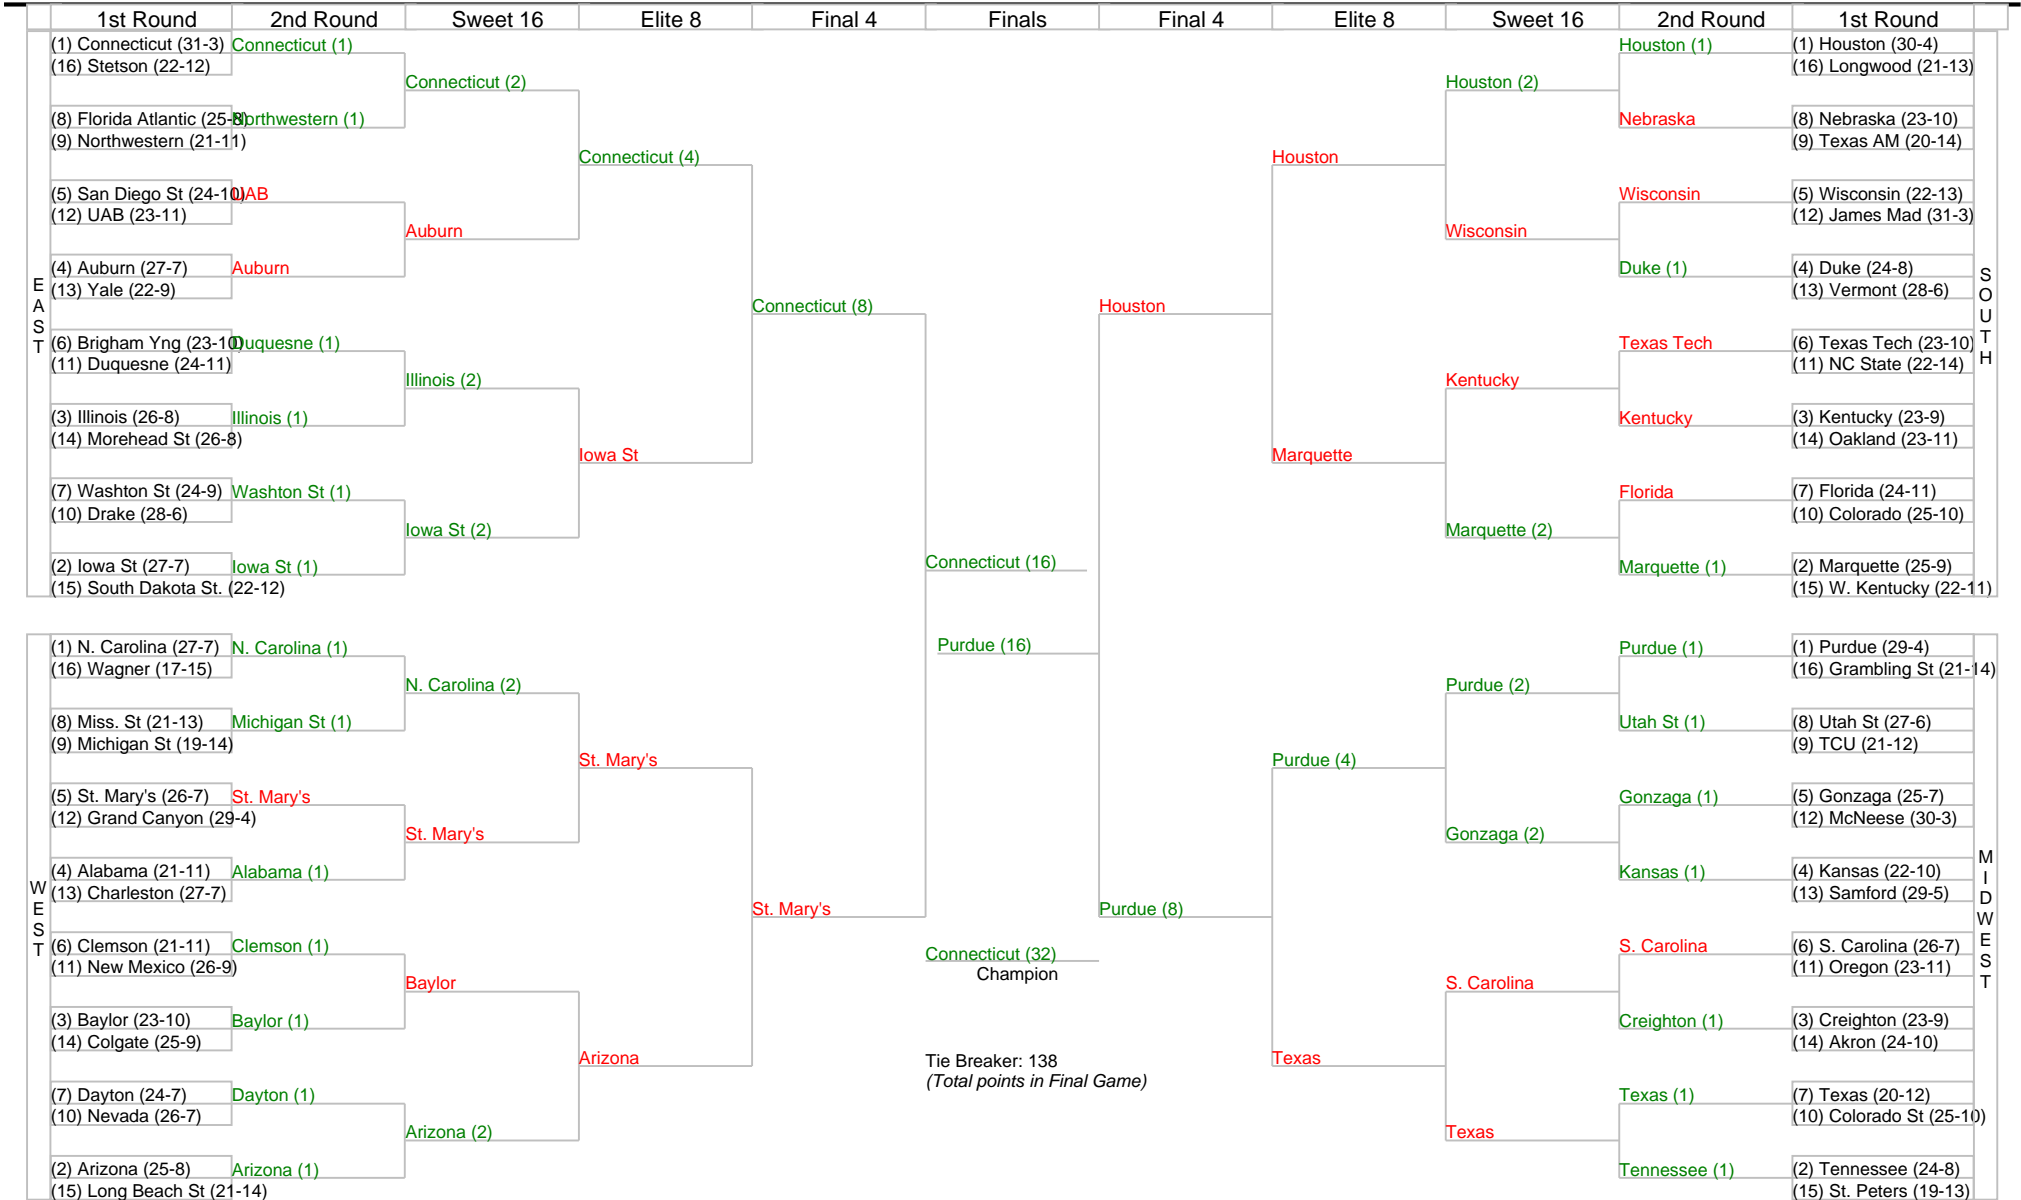 1st Round 2nd Round Sweet 16 Elite 8 Final 4 Finals Final 4 Elite 8 Sweet 16 2nd Round 1st Round
EAST
(1) Connecticut (31-3)
(16) Stetson (22-12)
(8) Florida Atlantic (25-8)
(9) Northwestern (21-11)
(5) San Diego St (24-10)
(12) UAB (23-11)
(4) Auburn (27-7)
(13) Yale (22-9)
(6) Brigham Yng (23-10)
(11) Duquesne (24-11)
(3) Illinois (26-8)
(14) Morehead St (26-8)
(7) Washton St (24-9)
(10) Drake (28-6)
(2) Iowa St (27-7)
(15) South Dakota St. (22-12)
Connecticut (1)
Northwestern (1)
UAB
Auburn
Duquesne (1)
Illinois (1)
Washton St (1)
Iowa St (1)
Connecticut (2)
Auburn
Illinois (2)
Iowa St (2)
Connecticut (4)
Iowa St
Connecticut (8)
WEST
(1) N. Carolina (27-7)
(16) Wagner (17-15)
(8) Miss. St (21-13)
(9) Michigan St (19-14)
(5) St. Mary's (26-7)
(12) Grand Canyon (29-4)
(4) Alabama (21-11)
(13) Charleston (27-7)
(6) Clemson (21-11)
(11) New Mexico (26-9)
(3) Baylor (23-10)
(14) Colgate (25-9)
(7) Dayton (24-7)
(10) Nevada (26-7)
(2) Arizona (25-8)
(15) Long Beach St (21-14)
N. Carolina (1)
Michigan St (1)
St. Mary's
Alabama (1)
Clemson (1)
Baylor (1)
Dayton (1)
Arizona (1)
N. Carolina (2)
St. Mary's
Baylor
Arizona (2)
St. Mary's
Arizona
St. Mary's
Connecticut (16)
Purdue (16)
Connecticut (32)
Champion
Tie Breaker: 138
(Total points in Final Game)
Houston
Houston
Marquette
Houston (2)
Wisconsin
Kentucky
Marquette (2)
Houston (1)
Nebraska
Wisconsin
Duke (1)
Texas Tech
Kentucky
Florida
Marquette (1)
(1) Houston (30-4)
(16) Longwood (21-13)
(8) Nebraska (23-10)
(9) Texas AM (20-14)
(5) Wisconsin (22-13)
(12) James Mad (31-3)
(4) Duke (24-8)
(13) Vermont (28-6)
(6) Texas Tech (23-10)
(11) NC State (22-14)
(3) Kentucky (23-9)
(14) Oakland (23-11)
(7) Florida (24-11)
(10) Colorado (25-10)
(2) Marquette (25-9)
(15) W. Kentucky (22-11)
SOUTH
Purdue (8)
Purdue (4)
Texas
Purdue (2)
Gonzaga (2)
S. Carolina
Texas
Purdue (1)
Utah St (1)
Gonzaga (1)
Kansas (1)
S. Carolina
Creighton (1)
Texas (1)
Tennessee (1)
(1) Purdue (29-4)
(16) Grambling St (21-14)
(8) Utah St (27-6)
(9) TCU (21-12)
(5) Gonzaga (25-7)
(12) McNeese (30-3)
(4) Kansas (22-10)
(13) Samford (29-5)
(6) S. Carolina (26-7)
(11) Oregon (23-11)
(3) Creighton (23-9)
(14) Akron (24-10)
(7) Texas (20-12)
(10) Colorado St (25-10)
(2) Tennessee (24-8)
(15) St. Peters (19-13)
MIDWEST